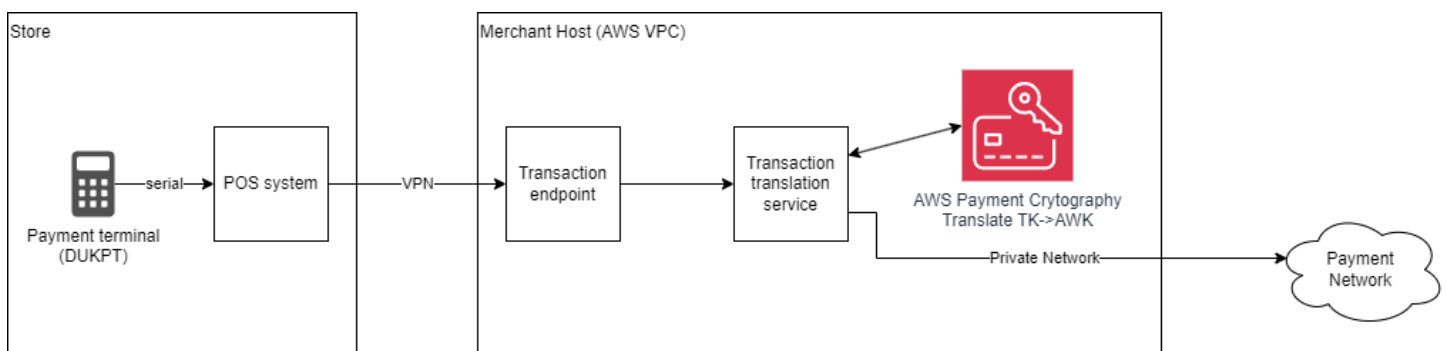 Store
Merchant Host (AWS VPC)
Payment terminal
(DUKPT)
serial
POS system
VPN
Transaction
endpoint
Transaction
translation
service
AWS Payment Crytography
Translate TK->AWK
Private Network
Payment
Network